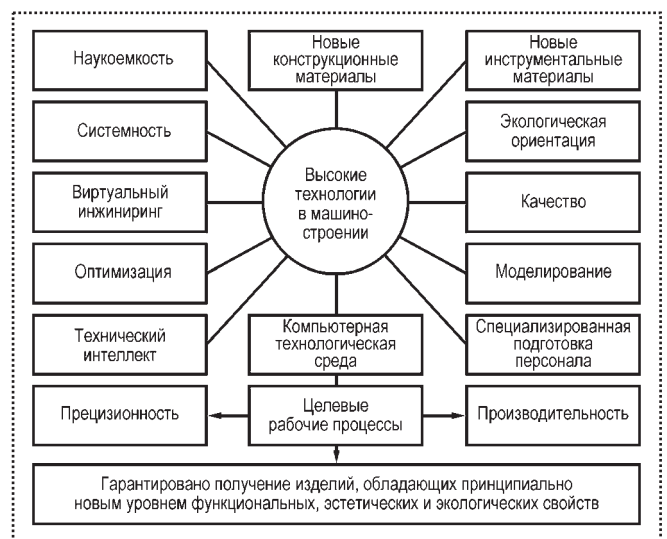 Наукоемкость
Новые
конструкционные
материалы
Новые
инструментальные
материалы
Системность
Экологическая
ориентация
Высокие
технологии
в машино-
строении
Виртуальный
инжиниринг
Качество
Оптимизация
Моделирование
Технический
интеллект
Компьютерная
технологическая
среда
Специализированная
подготовка
персонала
Прецизионность
Целевые
рабочие процессы
Производительность
Гарантировано получение изделий, обладающих принципиально
новым уровнем функциональных, эстетических и экологических свойств